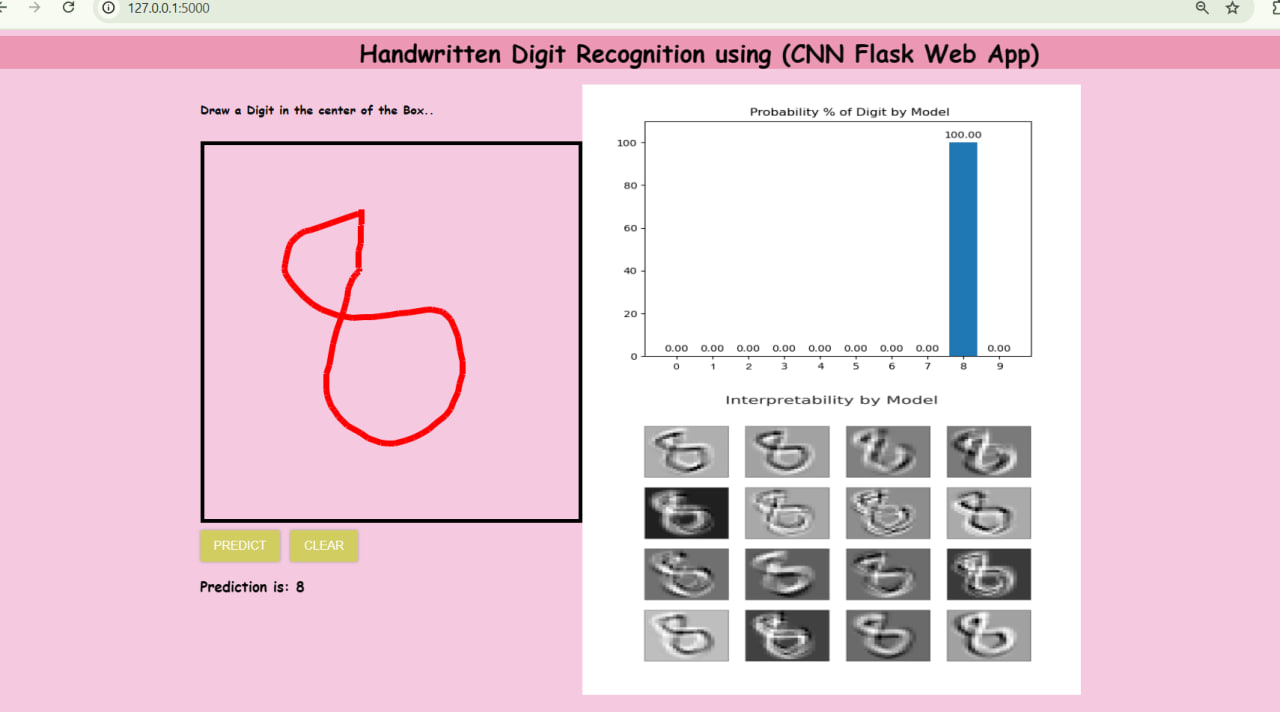 127.0.0.1:5000
Handwritten Digit Recognition using (CNN Flask Web App)
Draw a Digit in the center of the Box..
8
PREDICT CLEAR
Prediction is: 8
Probability % of Digit by Model
100.00
100
80
60
40
20
0
0.00 0.00 0.00 0.00 0.00 0.00 0.00 0.00 0.00
0 1 2 3 4 5 6 7 8 9
Interpretability by Model